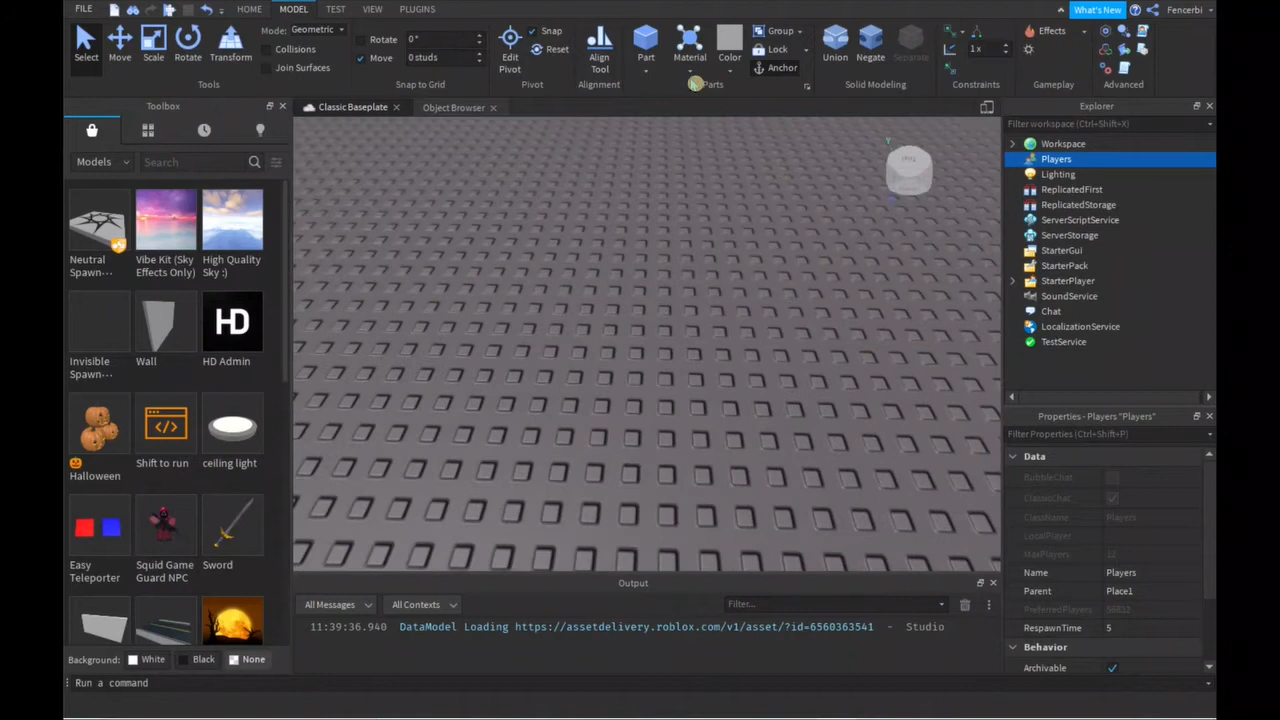 FILE HOME MODEL TEST VIEW PLUGINS What's New Fencerbi
Select Move Scale Rotate Transform
Mode: Geometric
Collisions
Join Surfaces
Tools
Rotate 0°
Move 0 studs
Snap to Grid
Edit Pivot
Snap
Reset
Pivot
Align Tool
Alignment
Part Material Color
Group
Lock
Anchor
Parts
Union Negate Separate
Solid Modeling
1 x
Constraints
Effects
Gameplay
Advanced
Toolbox
Models Search
Neutral Spawn···
Vibe Kit (Sky Effects Only)
High Quality Sky :)
Invisible Spawn···
Wall
HD
HD Admin
Halloween
Shift to run
ceiling light
Easy Teleporter
Squid Game Guard NPC
Sword
Background: White Black None
Classic Baseplate
Object Browser
Y
Output
All Messages All Contexts Filter...
11:39:36.940 DataModel Loading https://assetdelivery.roblox.com/v1/asset/?id=6560363541 - Studio
Explorer
Filter workspace (Ctrl+Shift+X)
Workspace
Players
Lighting
ReplicatedFirst
ReplicatedStorage
ServerScriptService
ServerStorage
StarterGui
StarterPack
StarterPlayer
SoundService
Chat
LocalizationService
TestService
Properties - Players "Players"
Filter Properties (Ctrl+Shift+P)
Data
BubbleChat
ClassicChat
ClassName Players
LocalPlayer
MaxPlayers 12
Name Players
Parent Place1
PreferredPlayers
RespawnTime 5
Behavior
Archivable
Run a command